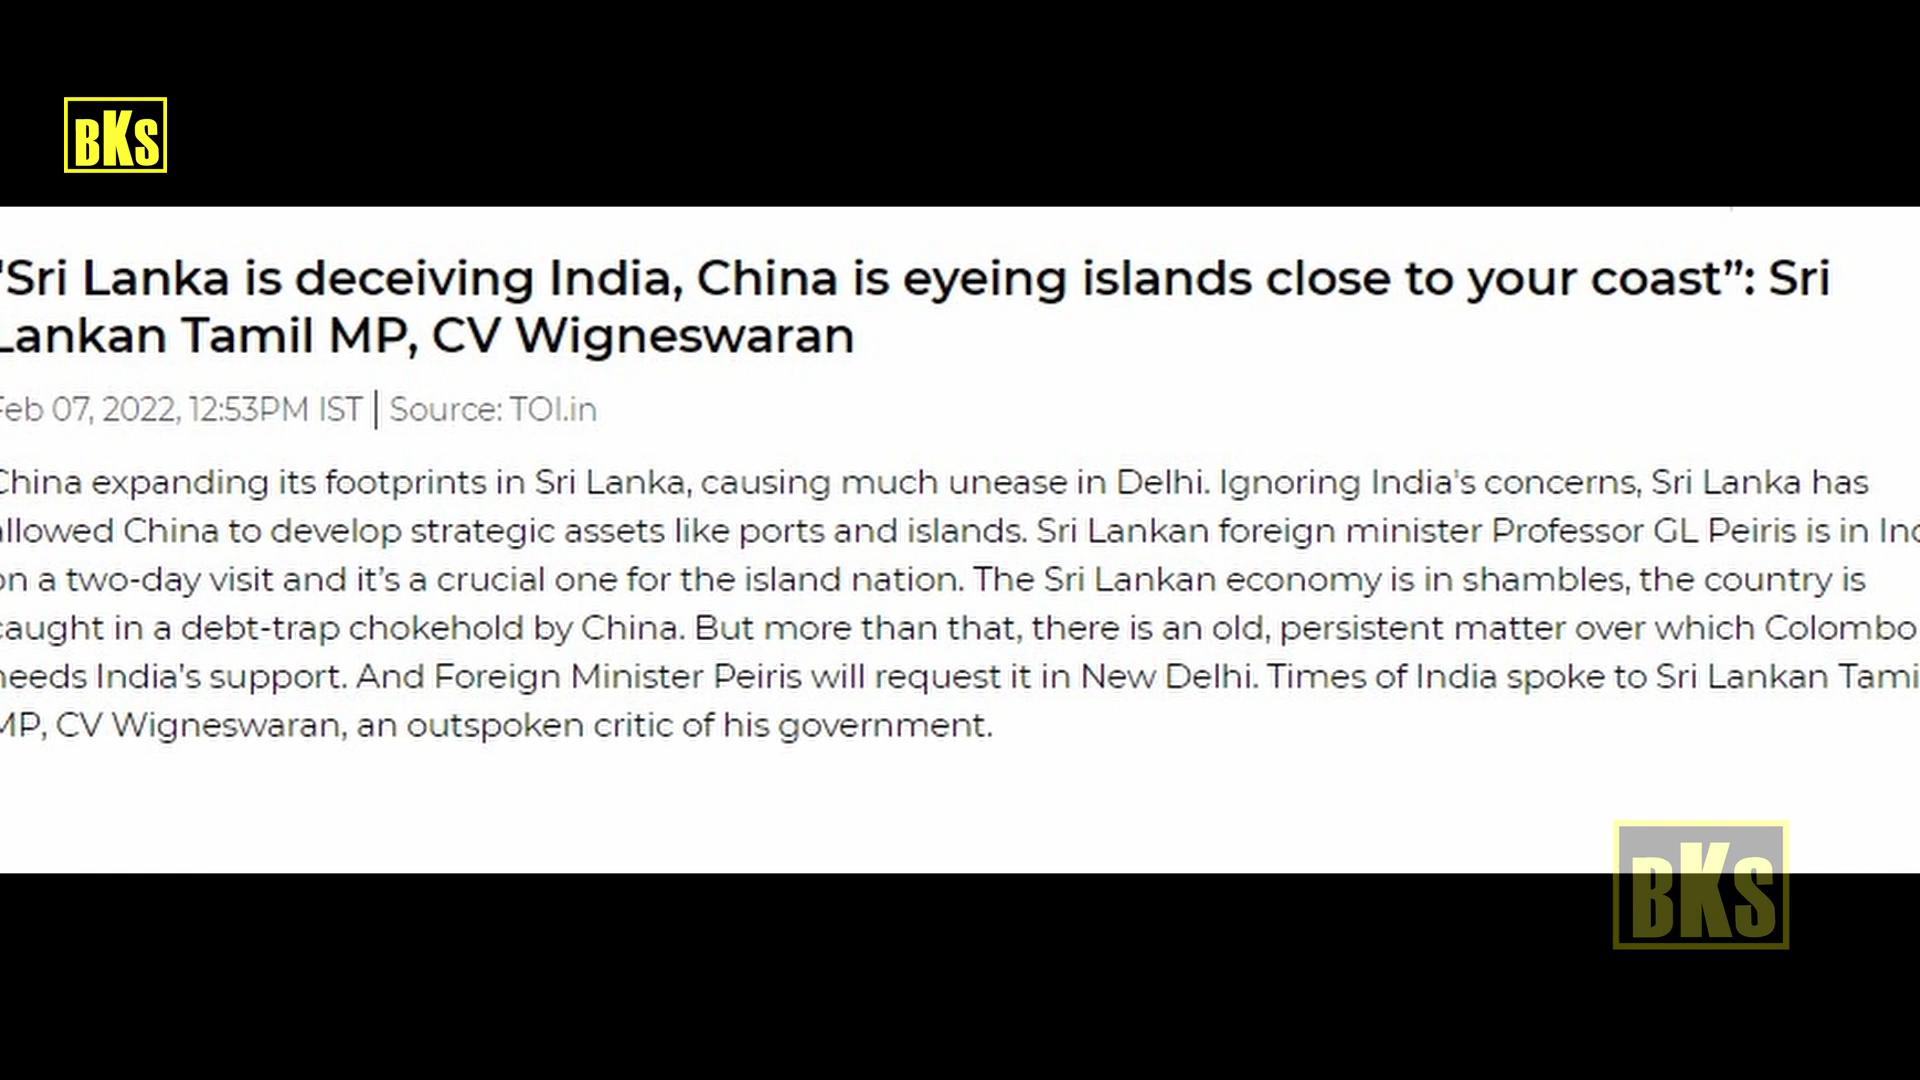 BKS
"Sri Lanka is deceiving India, China is eyeing islands close to your coast”: Sri
Lankan Tamil MP, CV Wigneswaran
Feb 07, 2022, 12:53PM IST | Source: TOI.in
China expanding its footprints in Sri Lanka, causing much unease in Delhi. Ignoring India's concerns, Sri Lanka has
allowed China to develop strategic assets like ports and islands. Sri Lankan foreign minister Professor GL Peiris is in
on a two-day visit and it's a crucial one for the island nation. The Sri Lankan economy is in shambles, the country is
caught in a debt-trap chokehold by China. But more than that, there is an old, persistent matter over which Colombo
needs India's support. And Foreign Minister Peiris will request it in New Delhi. Times of India spoke to Sri Lankan Tamil
MP, CV Wigneswaran, an outspoken critic of his government.
BKS